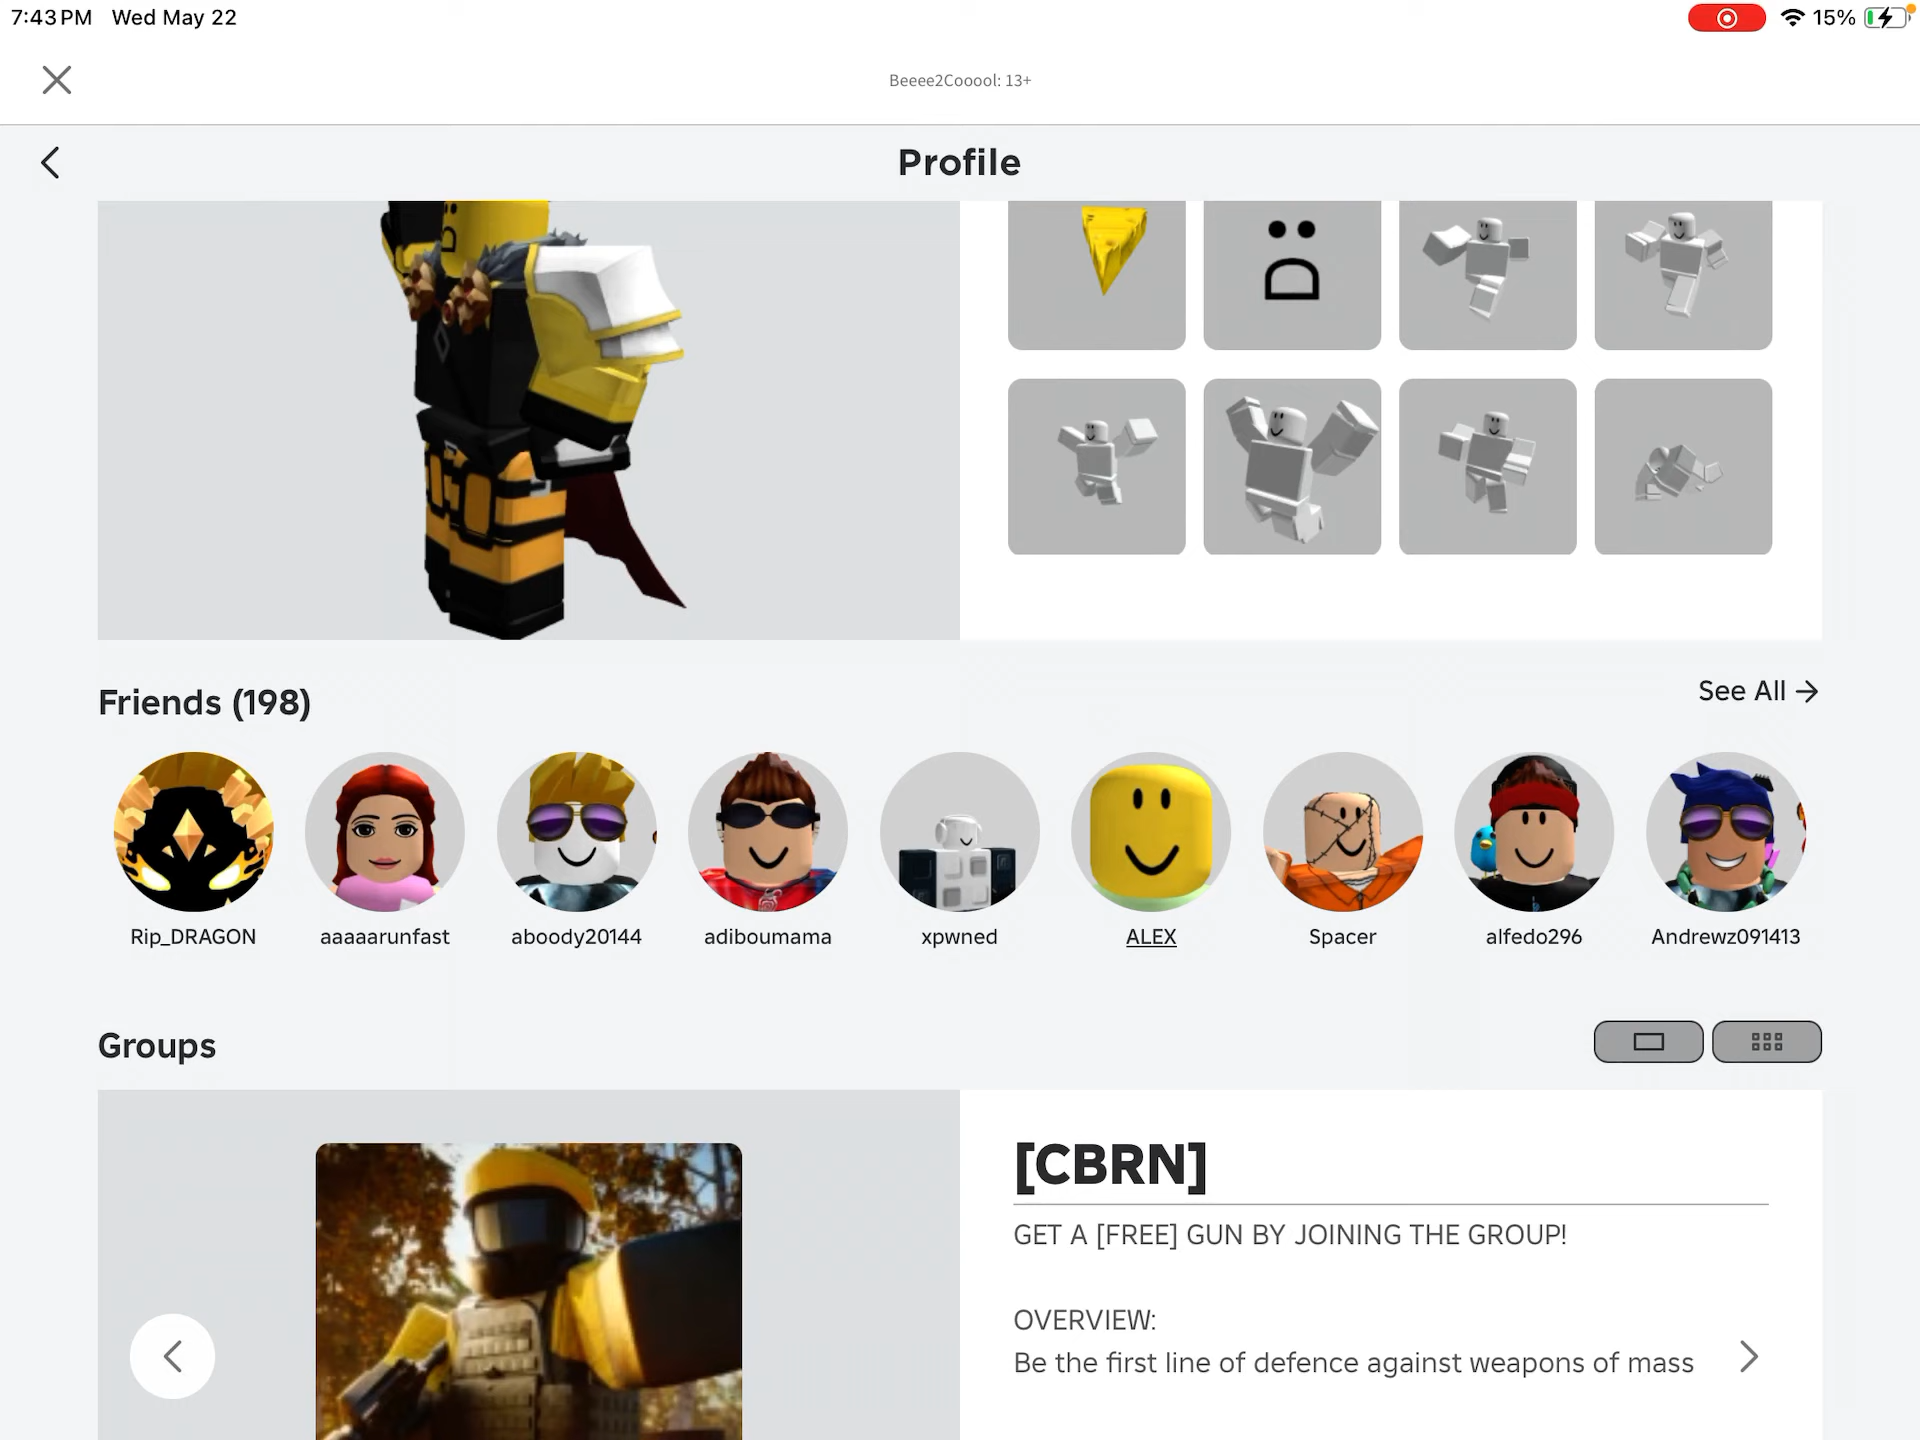 7:43 PM Wed May 22
15%
Beeee2Cooool: 13+
Profile
Friends (198)
See All
Rip_DRAGON
aaaaarunfast
aboody20144
adiboumama
xpwned
ALEX
Spacer
alfedo296
Andrewz091413
Groups
[CBRN]
GET A [FREE] GUN BY JOINING THE GROUP!
OVERVIEW:
Be the first line of defence against weapons of mass